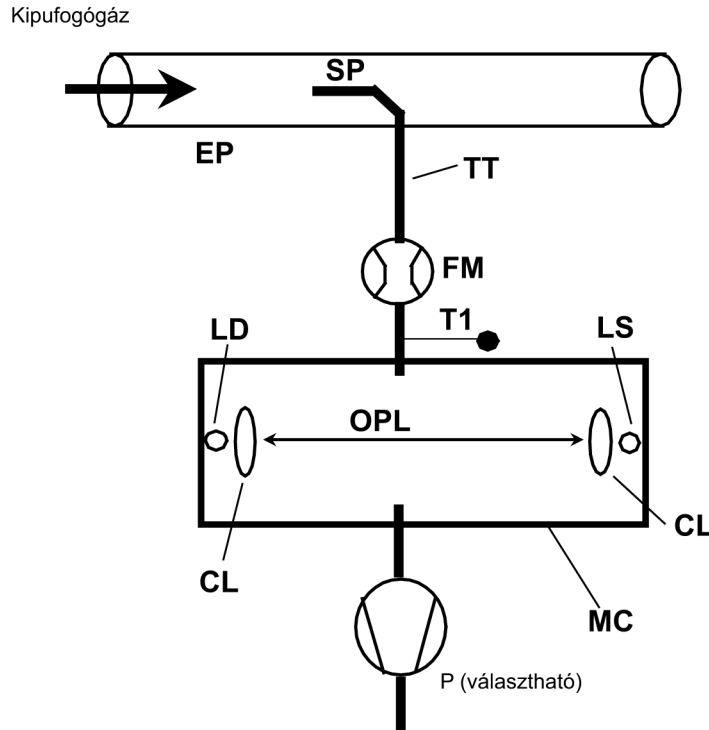 Kipufogógáz
SP
EP
TT
FM
T1
LD
LS
OPL
CL
CL
MC
P (választható)